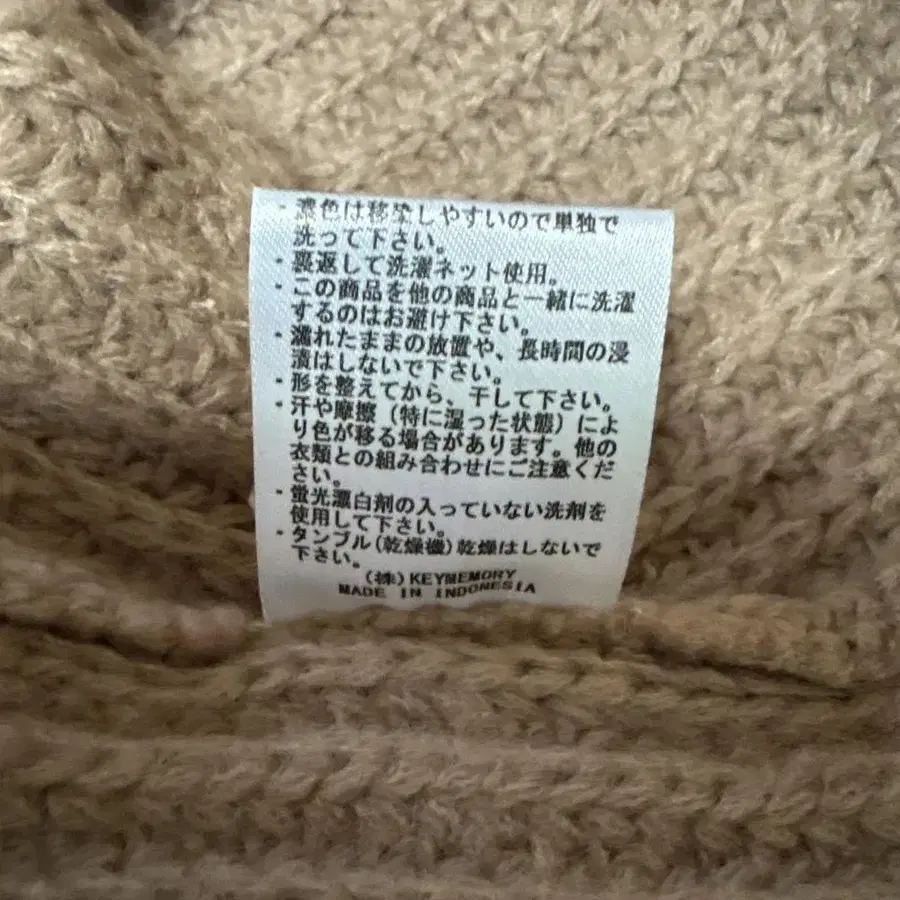 ・濃色は移染しやすいので単独で
洗って下さい。
・裏返して洗濯ネット使用。
・この商品を他の商品と一緒に洗濯
するのはお避け下さい。
・濡れたままの放置や、長時間の浸
漬はしないで下さい。
・形を整えてから、干して下さい。
・汗や摩擦（特に湿った状態）によ
り色が移る場合があります。他の
衣類との組み合わせにご注意くだ
さい。
・蛍光漂白剤の入っていない洗剤を
使用して下さい。
・タンブル(乾燥機)乾燥はしないで
下さい。
(株)KEYMEMORY
MADE IN INDONESIA